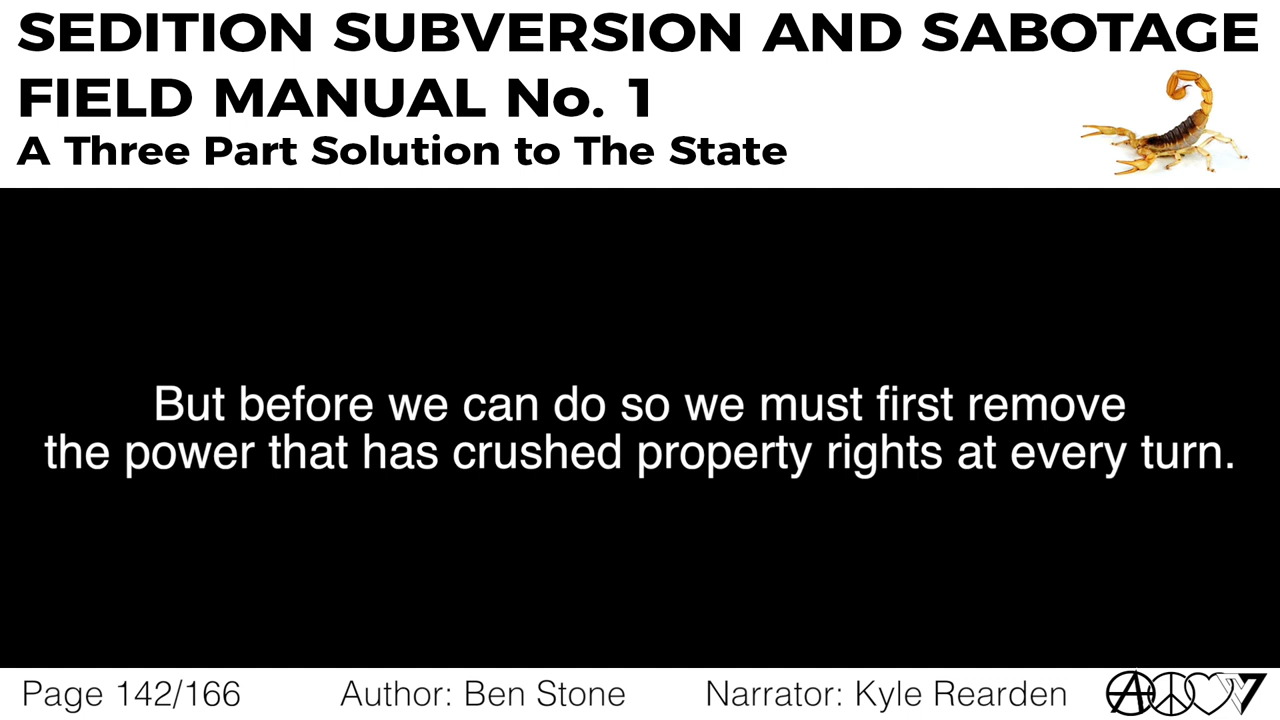 SEDITION SUBVERSION AND SABOTAGE
FIELD MANUAL No. 1
A Three Part Solution to The State
But before we can do so we must first remove
the power that has crushed property rights at every turn.
Page 142/166 Author: Ben Stone Narrator: Kyle Rearden